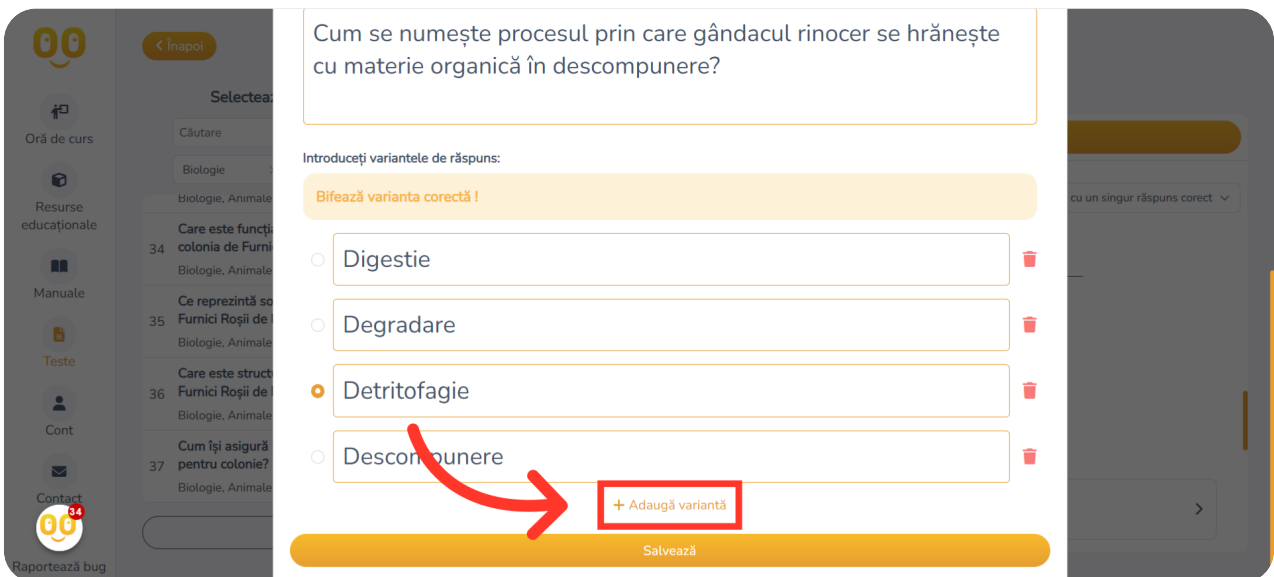 Înapoi
Oră de curs
Resurse
educaționale
Manuale
Teste
Cont
Contact
34
Raportează bug
Selectea
Căutare
Biologie
Biologie, Animale
34
Care este funcți
colonia de Furni
Biologie, Animale
35
Ce reprezintă so
Furnici Roșii de
Biologie, Animale
36
Care este struct
Furnici Roșii de
Biologie, Animale
37
Cum își asigură
pentru colonie?
Biologie, Animale
Cum se numește procesul prin care gândacul rinocer se hrănește
cu materie organică în descompunere?
Introduceți variantele de răspuns:
Bifează varianta corectă !
Digestie
Degradare
Detritofagie
Descompunere
+ Adaugă variantă
Salvează
cu un singur răspuns corect